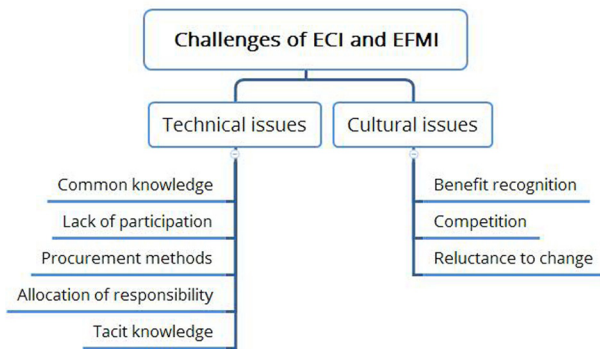 Challenges of ECI and EFMI
Technical issues
Cultural issues
Common knowledge
Lack of participation
Procurement methods
Allocation of responsibility
Tacit knowledge
Benefit recognition
Competition
Reluctance to change